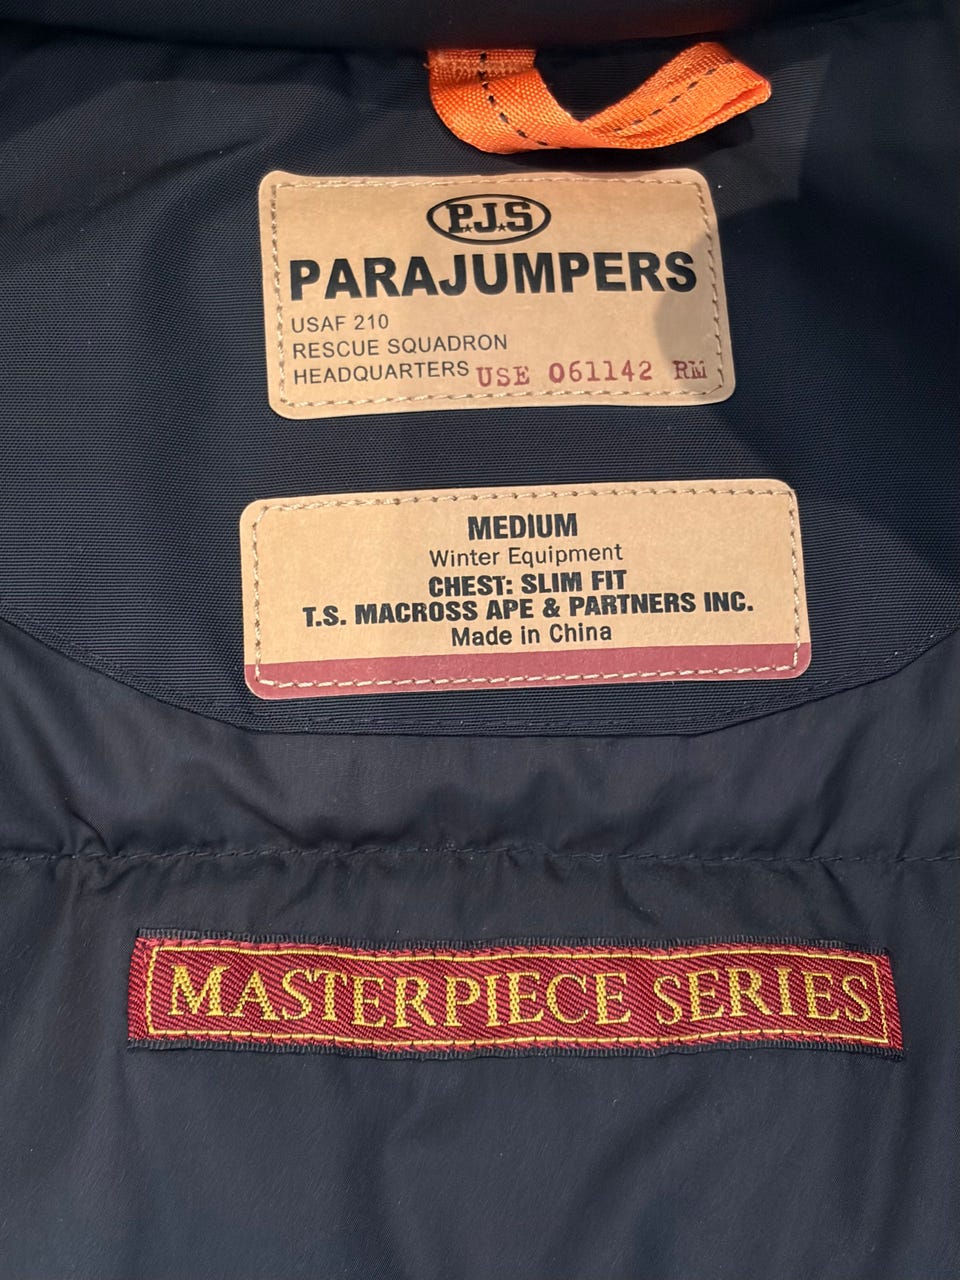 P.J.S
PARAJUMPERS
USAF 210
RESCUE SQUADRON
HEADQUARTERS USE 061142 RM
MEDIUM
Winter Equipment
CHEST: SLIM FIT
T.S. MACROSS APE & PARTNERS INC.
Made in China
MASTERPIECE SERIES